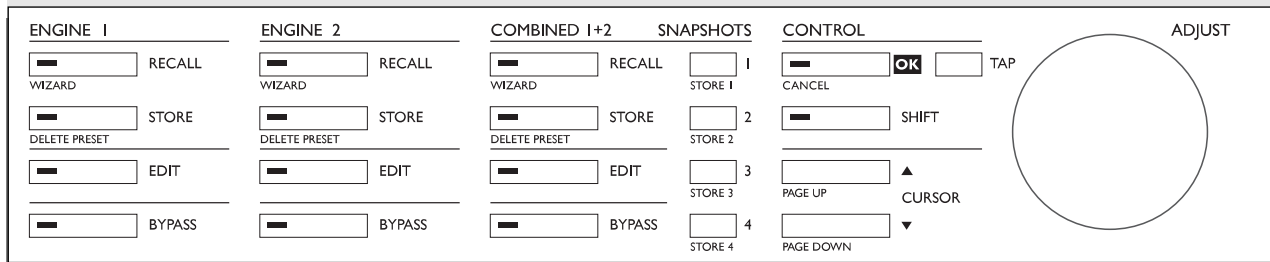 ENGINE 1 ENGINE 2 COMBINED 1+2 SNAPSHOTS CONTROL ADJUST
RECALL RECALL RECALL 1 OK TAP
WIZARD WIZARD WIZARD STORE 1 CANCEL
STORE STORE STORE 2 SHIFT
DELETE PRESET DELETE PRESET DELETE PRESET STORE 2
EDIT EDIT EDIT 3 ▲
STORE 3 PAGE UP CURSOR
BYPASS BYPASS BYPASS 4 ▼
STORE 4 PAGE DOWN